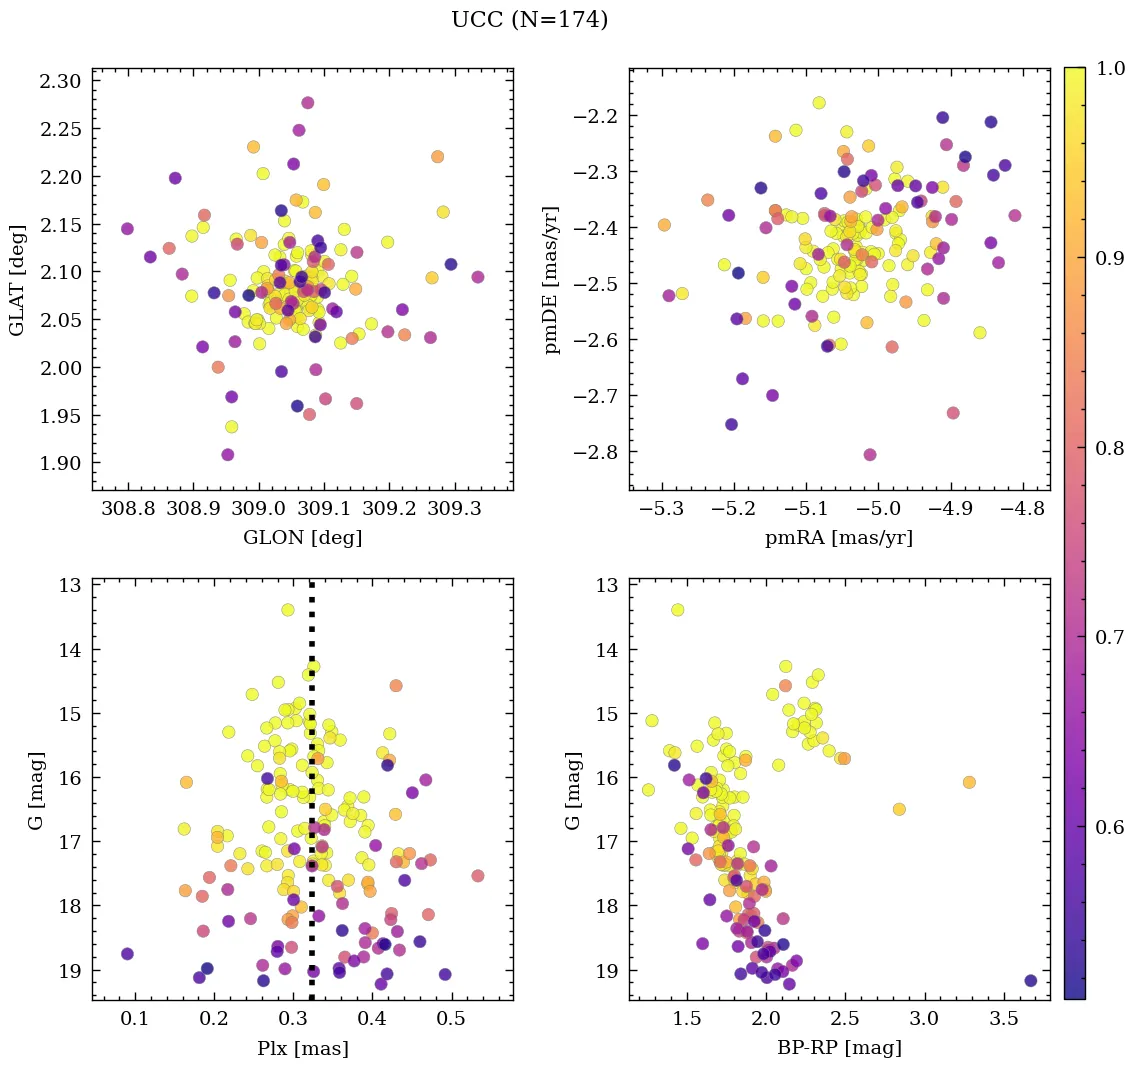 UCC (N=174)
2.30
2.25
2.20
2.15
2.10
2.05
2.00
1.95
1.90
GLAT [deg]
308.8 308.9 309.0 309.1 309.2 309.3
GLON [deg]
−2.2
−2.3
−2.4
−2.5
−2.6
−2.7
−2.8
pmDE [mas/yr]
−5.3 −5.2 −5.1 −5.0 −4.9 −4.8
pmRA [mas/yr]
13
14
15
16
17
18
19
G [mag]
0.1 0.2 0.3 0.4 0.5
Plx [mas]
13
14
15
16
17
18
19
G [mag]
1.5 2.0 2.5 3.0 3.5
BP-RP [mag]
1.0
0.9
0.8
0.7
0.6